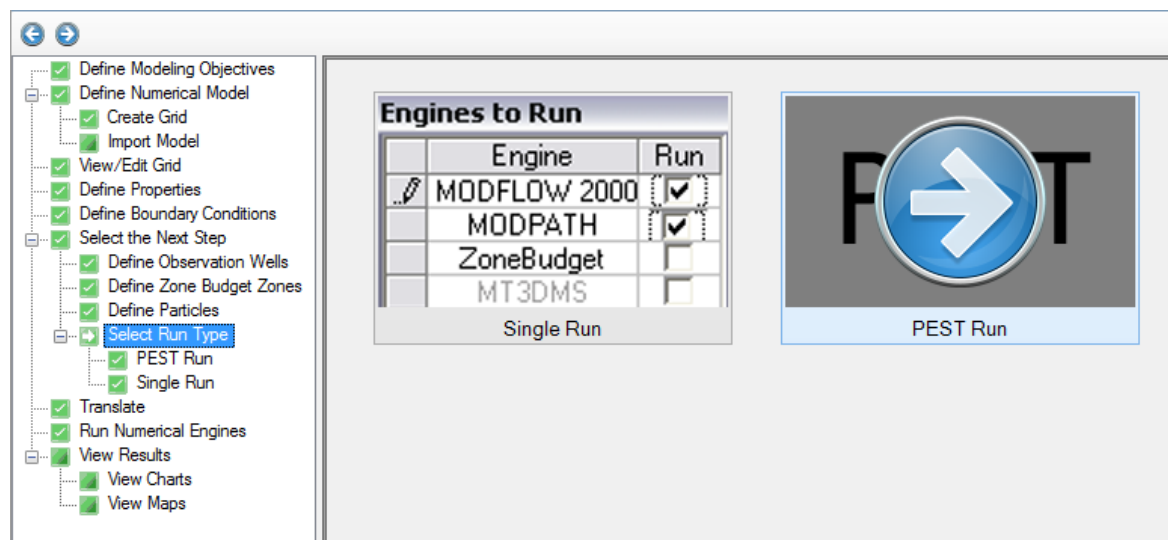 Define Modeling Objectives
Define Numerical Model
Create Grid
Import Model
View/Edit Grid
Define Properties
Define Boundary Conditions
Select the Next Step
Define Observation Wells
Define Zone Budget Zones
Define Particles
Select Run Type
PEST Run
Single Run
Translate
Run Numerical Engines
View Results
View Charts
View Maps
Engines to Run
Engine Run
MODFLOW 2000
MODPATH
ZoneBudget
MT3DMS
Single Run
PEST Run